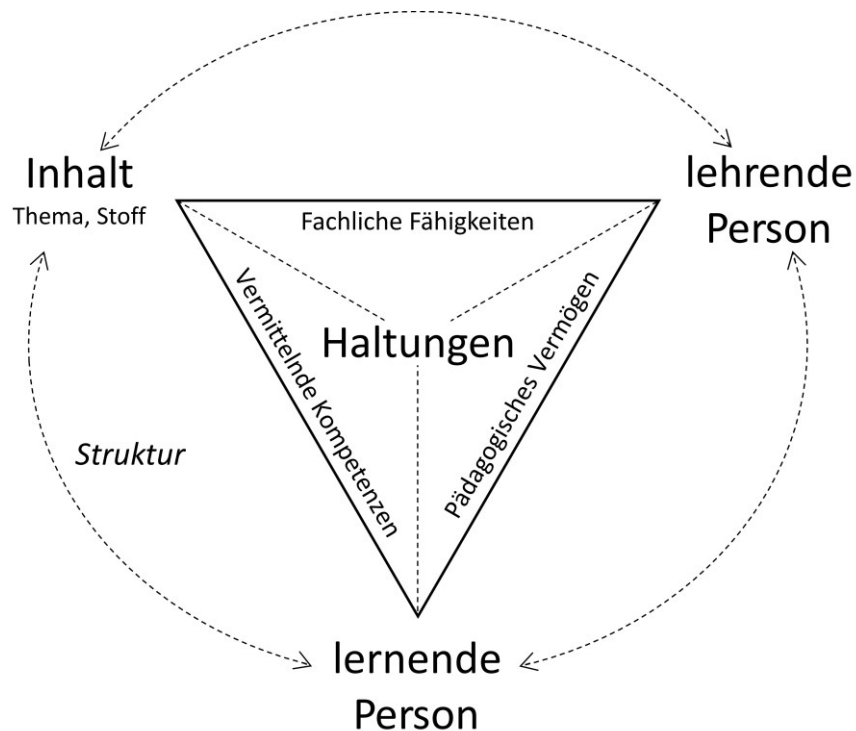 Inhalt
Thema, Stoff
lehrende
Person
Fachliche Fähigkeiten
Vermittelnde Kompetenzen
Haltungen
Pädagogisches Vermögen
Struktur
lernende
Person